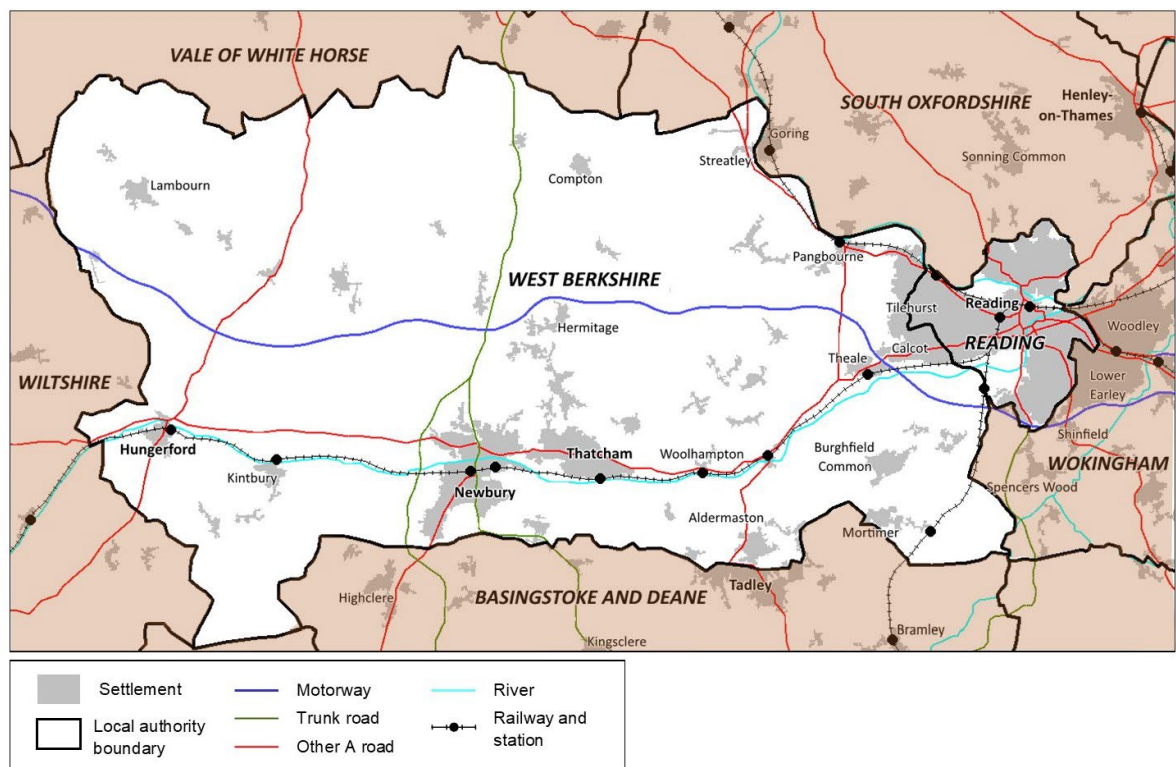 VALE OF WHITE HORSE
SOUTH OXFORDSHIRE
Henley-
on-Thames
Goring
Streatley
Sonning Common
Lambourn
Compton
Pangbourne
WEST BERKSHIRE
Tilehurst
Reading
Hermitage
Woodley
Calcot
READING
Theale
Lower
Earley
WILTSHIRE
Shinfield
Hungerford
Thatcham
Woolhampton
Burghfield
Common
WOKINGHAM
Kintbury
Newbury
Spencers Wood
Aldermaston
Mortimer
Tadley
Highclere
BASINGSTOKE AND DEANE
Kingsclere
Bramley
Settlement
Local authority
boundary
Motorway
Trunk road
Other A road
River
Railway and
station